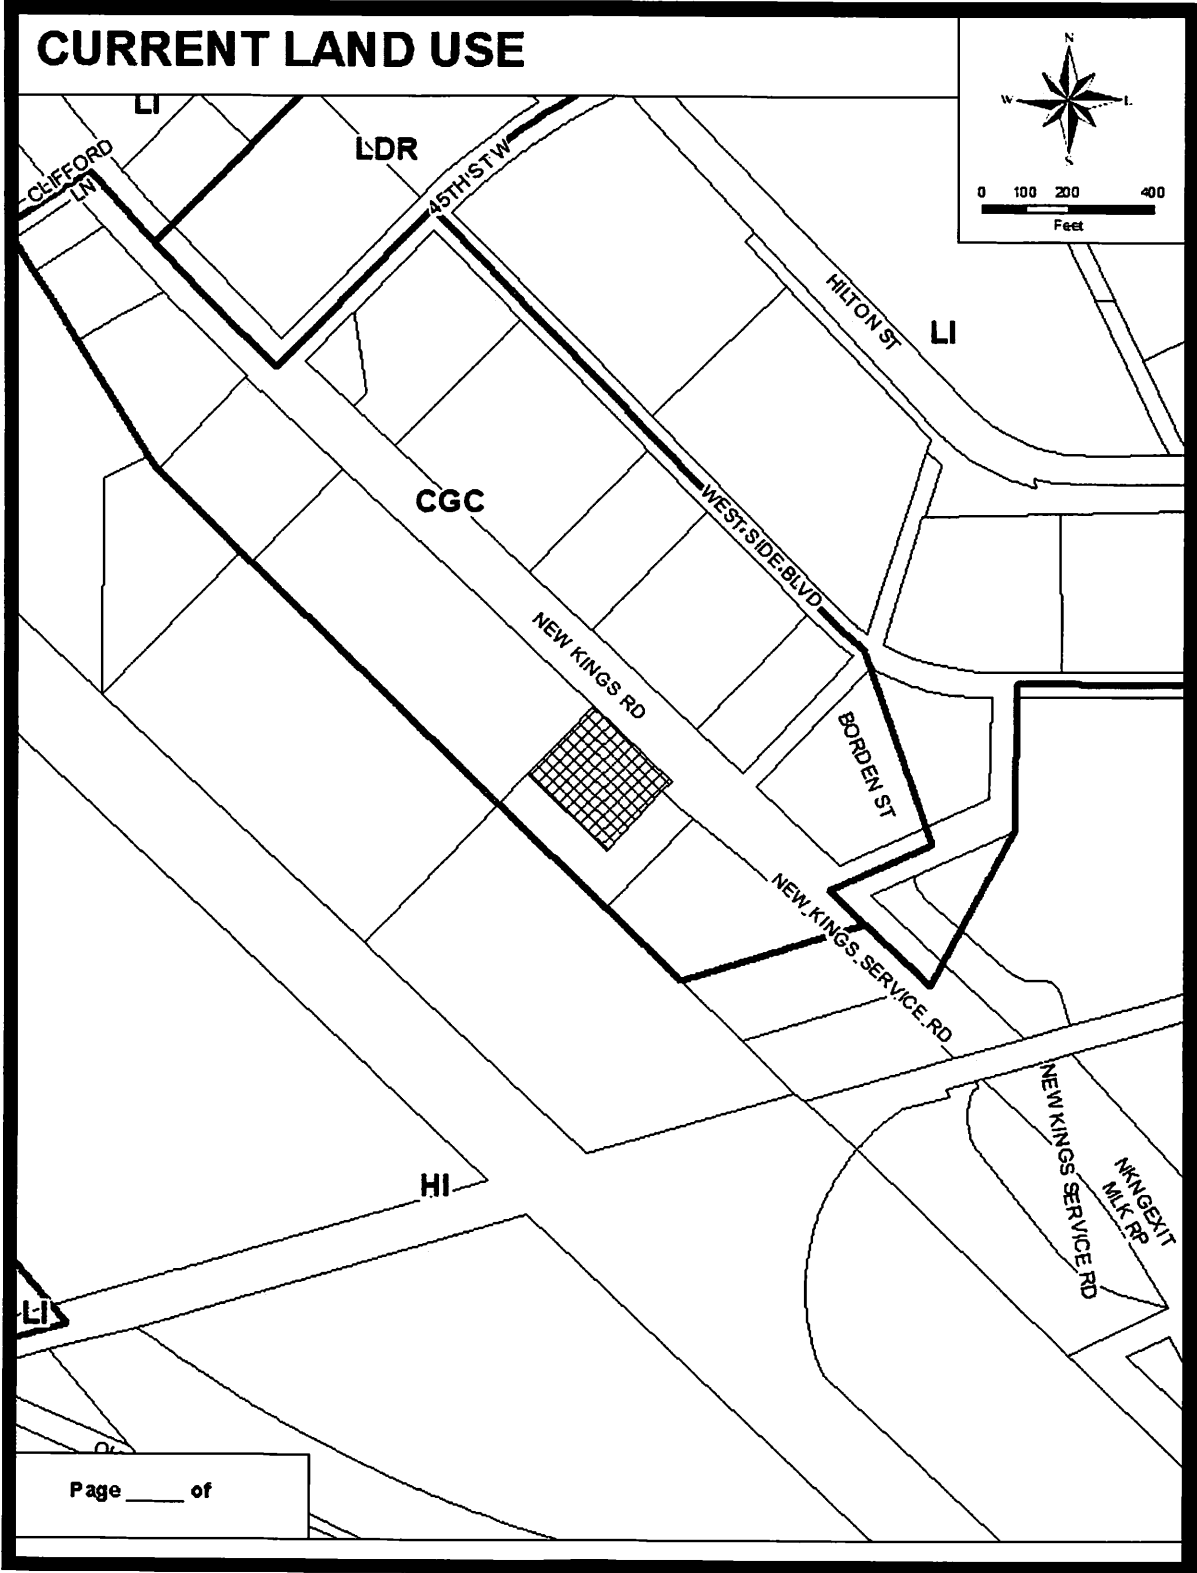 CURRENT LAND USE
N
W
S
0 100 200 400
Feet
LI
LDR
CLIFFORD
LN
45TH ST W
HILTON ST
LI
CGC
WEST SIDE BLVD
NEW KINGS RD
BORDEN ST
NEW KINGS SERVICE RD
NEW KINGS SERVICE RD
NKNGEXIT
MLK RP
HI
LI
Page _____ of